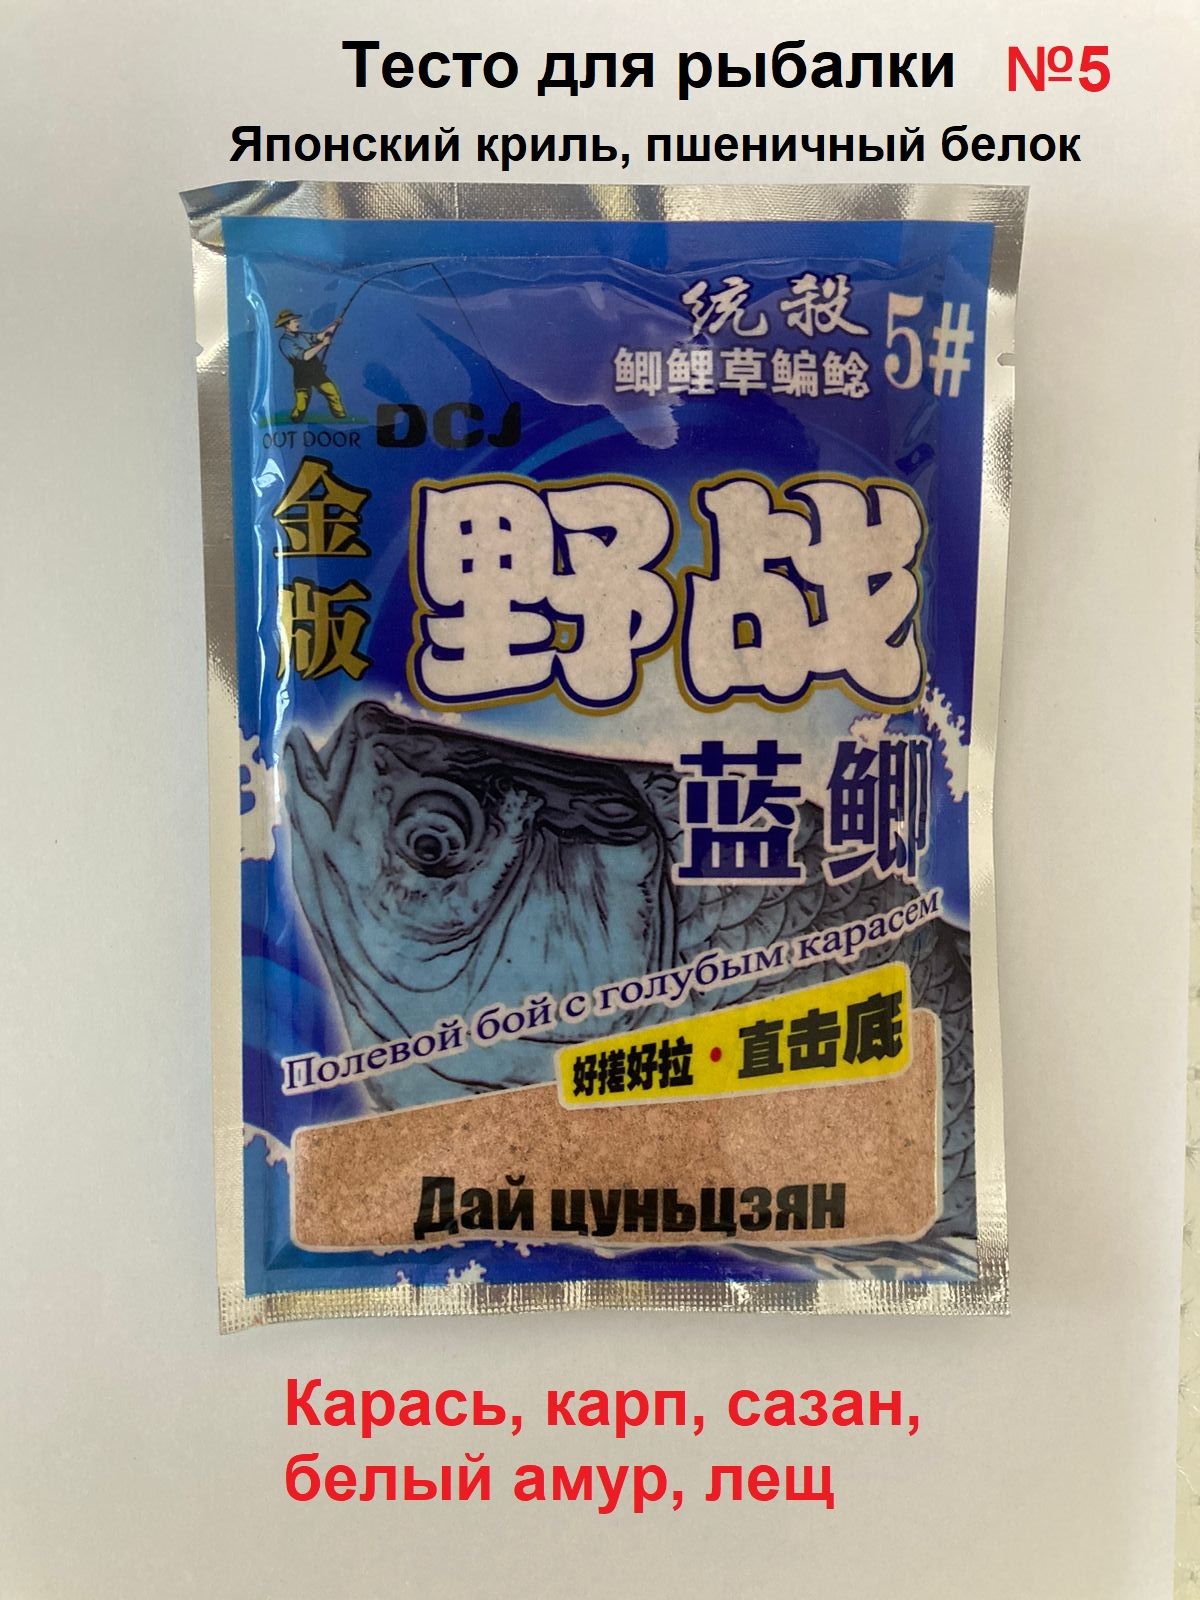 Тесто для рыбалки №5
Японский криль, пшеничный белок
统殺
鲫鲤草鳊鲶 5#
OUT DOOR DCJ
金版
野战
蓝鲫
Полевой бой с голубым карасем
好搓好拉·直击底
Дай цуньцзян
Карась, карп, сазан,
белый амур, лещ